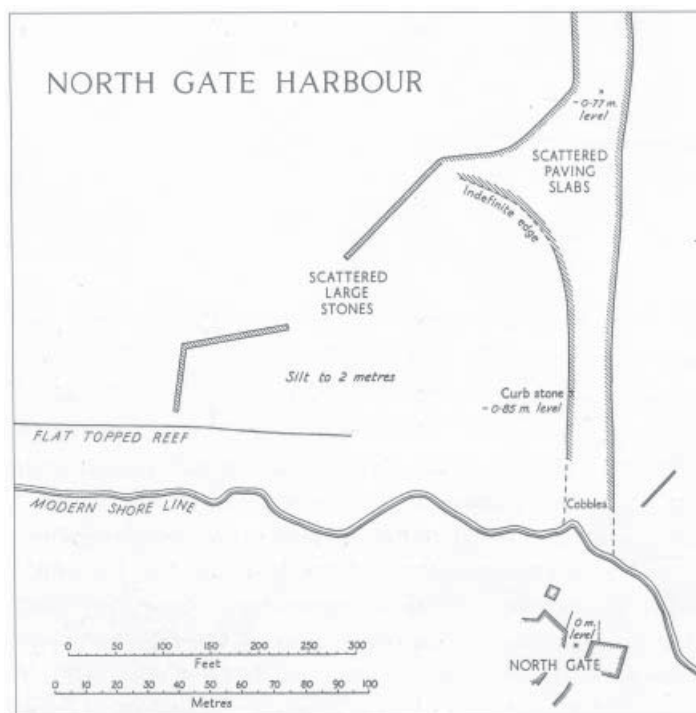 NORTH GATE HARBOUR
- 0·77 m.
level
SCATTERED
PAVING
SLABS
Indefinite edge
SCATTERED
LARGE
STONES
Silt to 2 metres
Curb stone
- 0·85 m. level
FLAT TOPPED REEF
MODERN SHORE LINE
Cobbles
0 m.
level
NORTH GATE
0 50 100 150 200 250 300
Feet
0 10 20 30 40 50 60 70 80 90 100
Metres